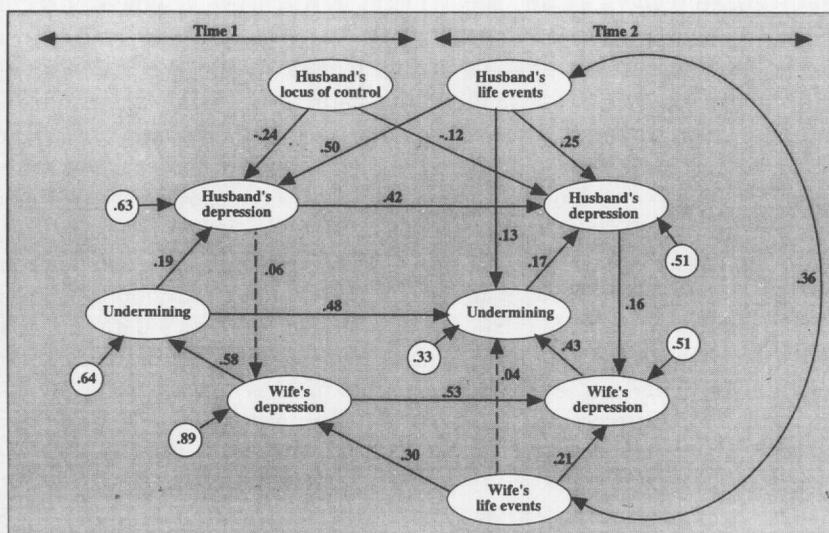 Time 1
Time 2
Husband's
locus of control
Husband's
life events
-.24
.50
-.12
.25
Husband's
depression
Husband's
depression
.63
.42
.51
.19
.06
.13
.17
.16
.36
Undermining
.48
Undermining
.64
.58
.33
.43
.51
.04
Wife's
depression
.53
Wife's
depression
.89
.30
.21
Wife's
life events